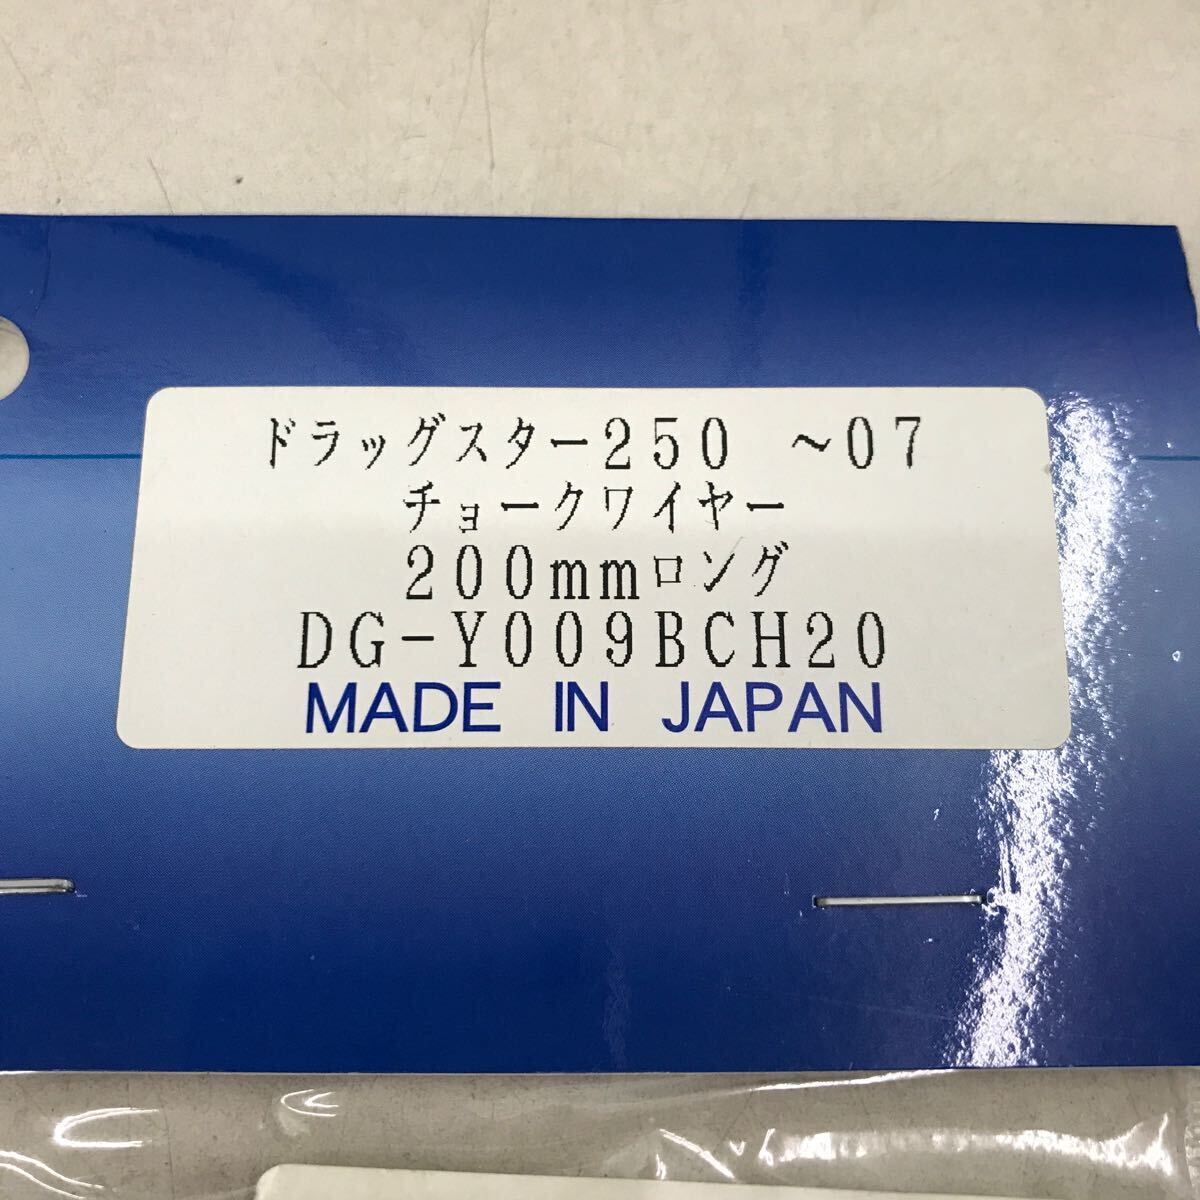 ドラッグスター250 ～07
チョークワイヤー
200mmロング
DG-Y009BCH20
MADE IN JAPAN